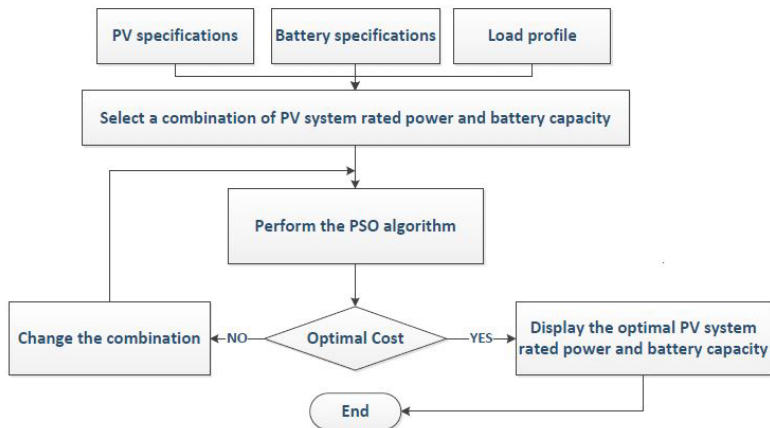 PV specifications
Battery specifications
Load profile
Select a combination of PV system rated power and battery capacity
Perform the PSO algorithm
Change the combination
NO
Optimal Cost
YES
Display the optimal PV system
rated power and battery capacity
End